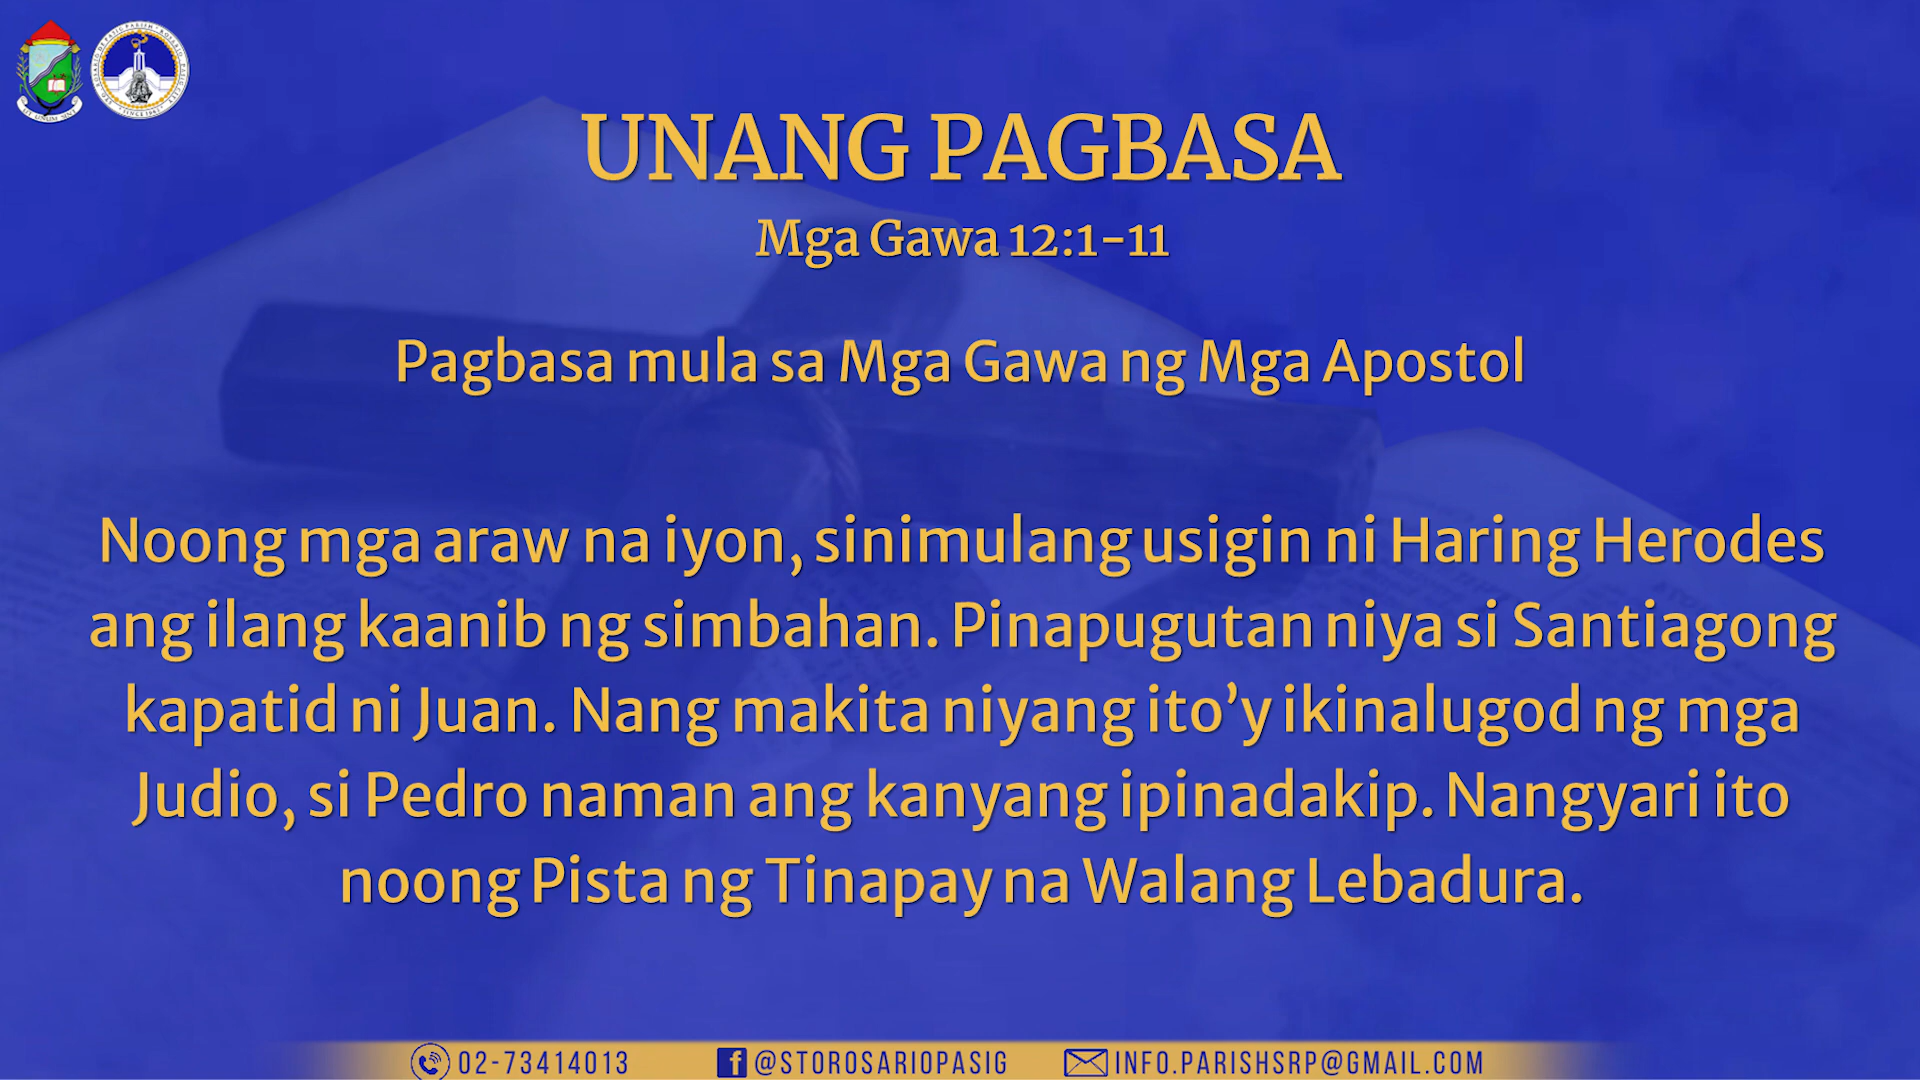 UNANG PAGBASA
Mga Gawa 12:1-11
Pagbasa mula sa Mga Gawa ng Mga Apostol
Noong mga araw na iyon, sinimulang usigin ni Haring Herodes
ang ilang kaanib ng simbahan. Pinapugutan niya si Santiagong
kapatid ni Juan. Nang makita niyang ito’y ikinalugod ng mga
Judio, si Pedro naman ang kanyang ipinadakip. Nangyari ito
noong Pista ng Tinapay na Walang Lebadura.
02-73414013 @STOROSARIOPASIG INFO.PARISHSRP@GMAIL.COM